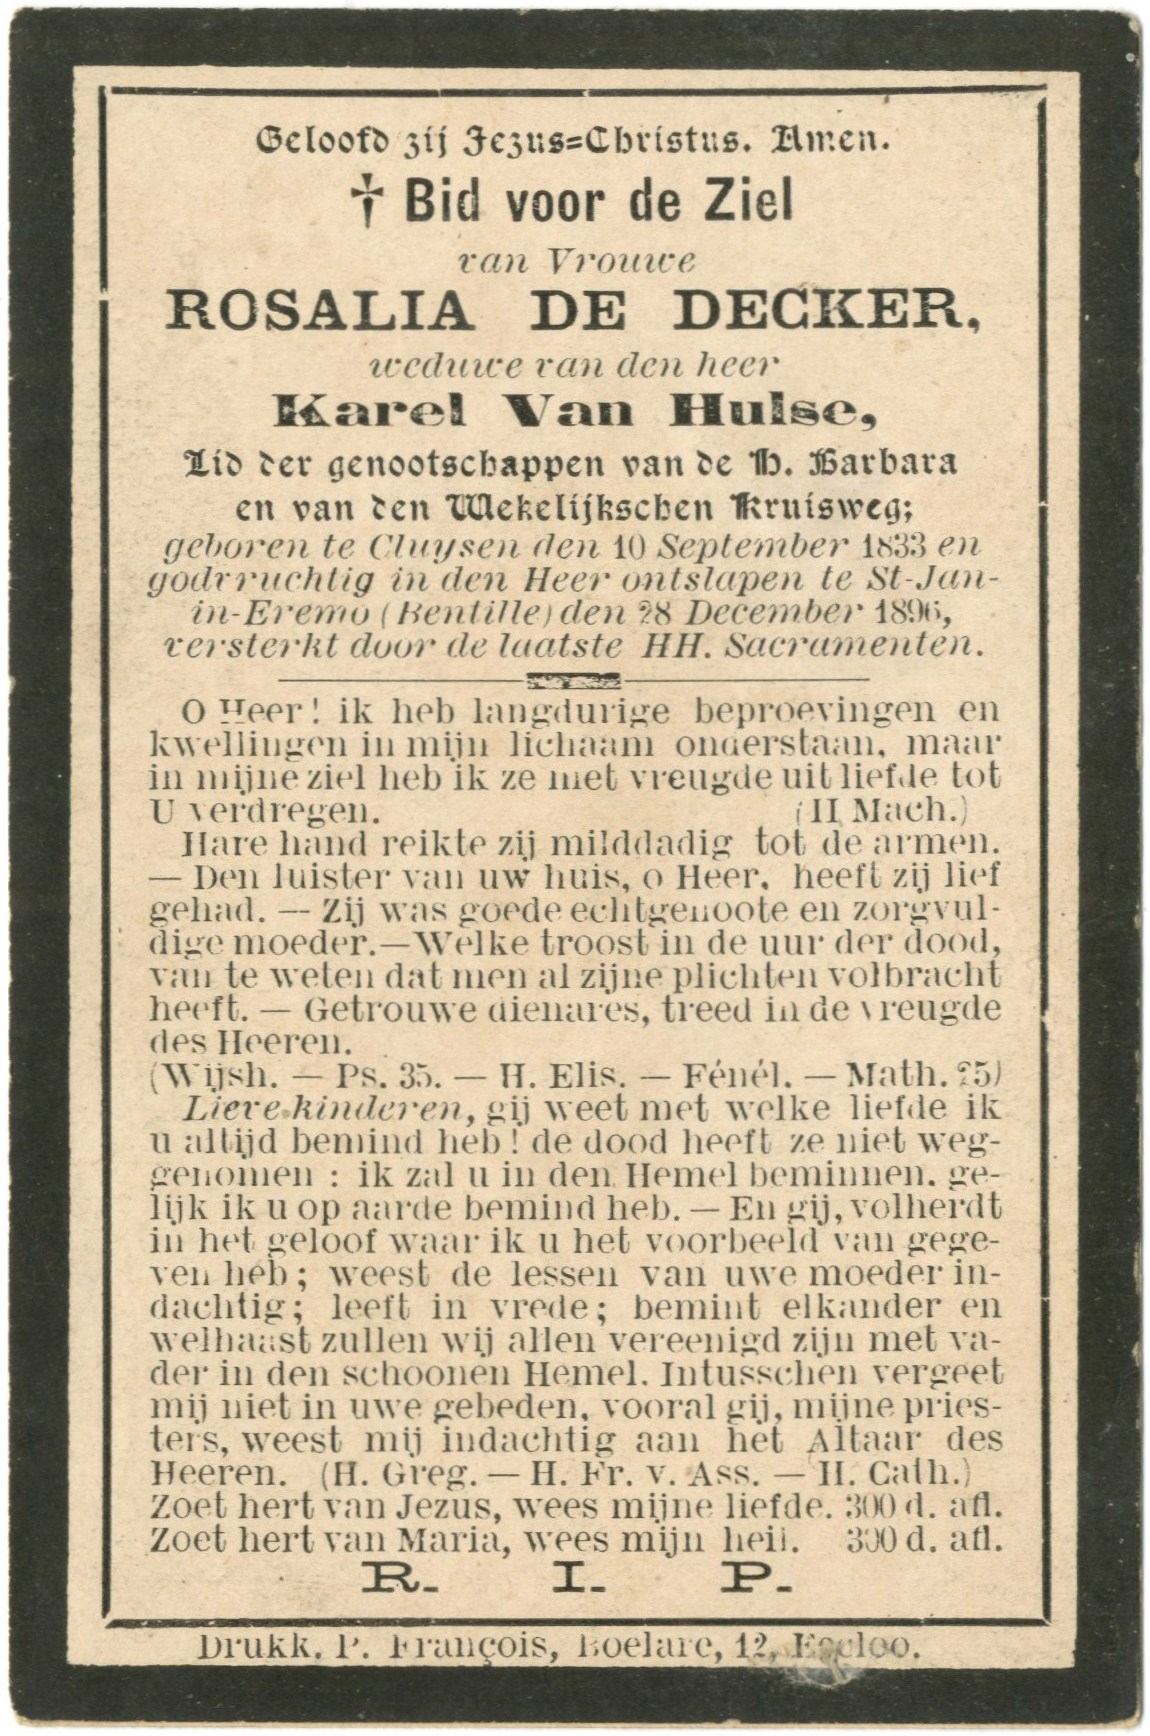 Geloofd zij Jezus=Christus. Amen.
† Bid voor de Ziel
van Vrouwe
ROSALIA DE DECKER,
weduwe van den heer
Karel Van Hulse,
Lid der genootschappen van de H. Barbara
en van den Wekelijkschen Kruisweg;
geboren te Cluysen den 10 September 1833 en
godvruchtig in den Heer ontslapen te St-Jan-
in-Eremo (Bentille) den 28 December 1896,
versterkt door de laatste HH. Sacramenten.
O Heer! ik heb langdurige beproevingen en
kwellingen in mijn lichaam onderstaan, maar
in mijne ziel heb ik ze met vreugde uit liefde tot
U verdregen. (II Mach.)
Hare hand reikte zij milddadig tot de armen.
— Den luister van uw huis, o Heer, heeft zij lief
gehad. — Zij was goede echtgenoote en zorgvul-
dige moeder.—Welke troost in de uur der dood,
van te weten dat men al zijne plichten volbracht
heeft. — Getrouwe dienares, treed in de vreugde
des Heeren.
(Wijsh. — Ps. 35. — H. Elis. — Fénél. — Math. 25)
Lieve kinderen, gij weet met welke liefde ik
u altijd bemind heb! de dood heeft ze niet weg-
genomen : ik zal u in den Hemel beminnen, ge-
lijk ik u op aarde bemind heb. — En gij, volherdt
in het geloof waar ik u het voorbeeld van gege-
ven heb; weest de lessen van uwe moeder in-
dachtig; leeft in vrede; bemint elkander en
welhaast zullen wij allen vereenigd zijn met va-
der in den schoonen Hemel. Intusschen vergeet
mij niet in uwe gebeden, vooral gij, mijne pries-
ters, weest mij indachtig aan het Altaar des
Heeren. (H. Greg. — H. Fr. v. Ass. — H. Cath.)
Zoet hert van Jezus, wees mijne liefde. 300 d. afl.
Zoet hert van Maria, wees mijn heil. 300 d. afl.
R. I. P.
Drukk. P. François, Boelare, 12, Eecloo.